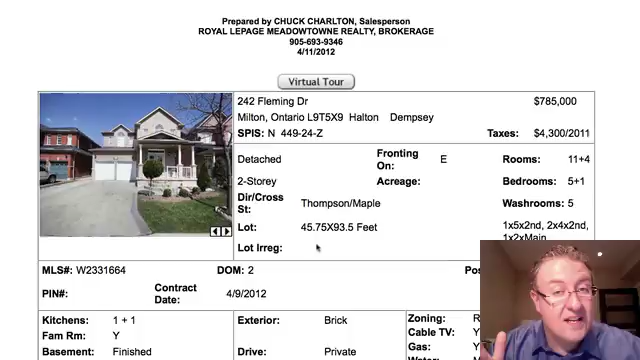 Prepared by CHUCK CHARLTON, Salesperson
ROYAL LEPAGE MEADOWTOWNE REALTY, BROKERAGE
905-693-9346
4/11/2012
Virtual Tour
242 Fleming Dr $785,000
Milton, Ontario L9T5X9 Halton Dempsey
SPIS: N 449-24-Z Taxes: $4,300/2011
Detached Fronting On: E Rooms: 11+4
2-Storey Acreage: Bedrooms: 5+1
Dir/Cross St: Thompson/Maple Washrooms: 5
Lot: 45.75X93.5 Feet 1x5x2nd, 2x4x2nd,
Lot Irreg: 1x2xMain
MLS#: W2331664 DOM: 2
PIN#: Contract Date: 4/9/2012
Kitchens: 1 + 1 Exterior: Brick Zoning:
Fam Rm: Y Cable TV: Y
Basement: Finished Drive: Private Gas: Y